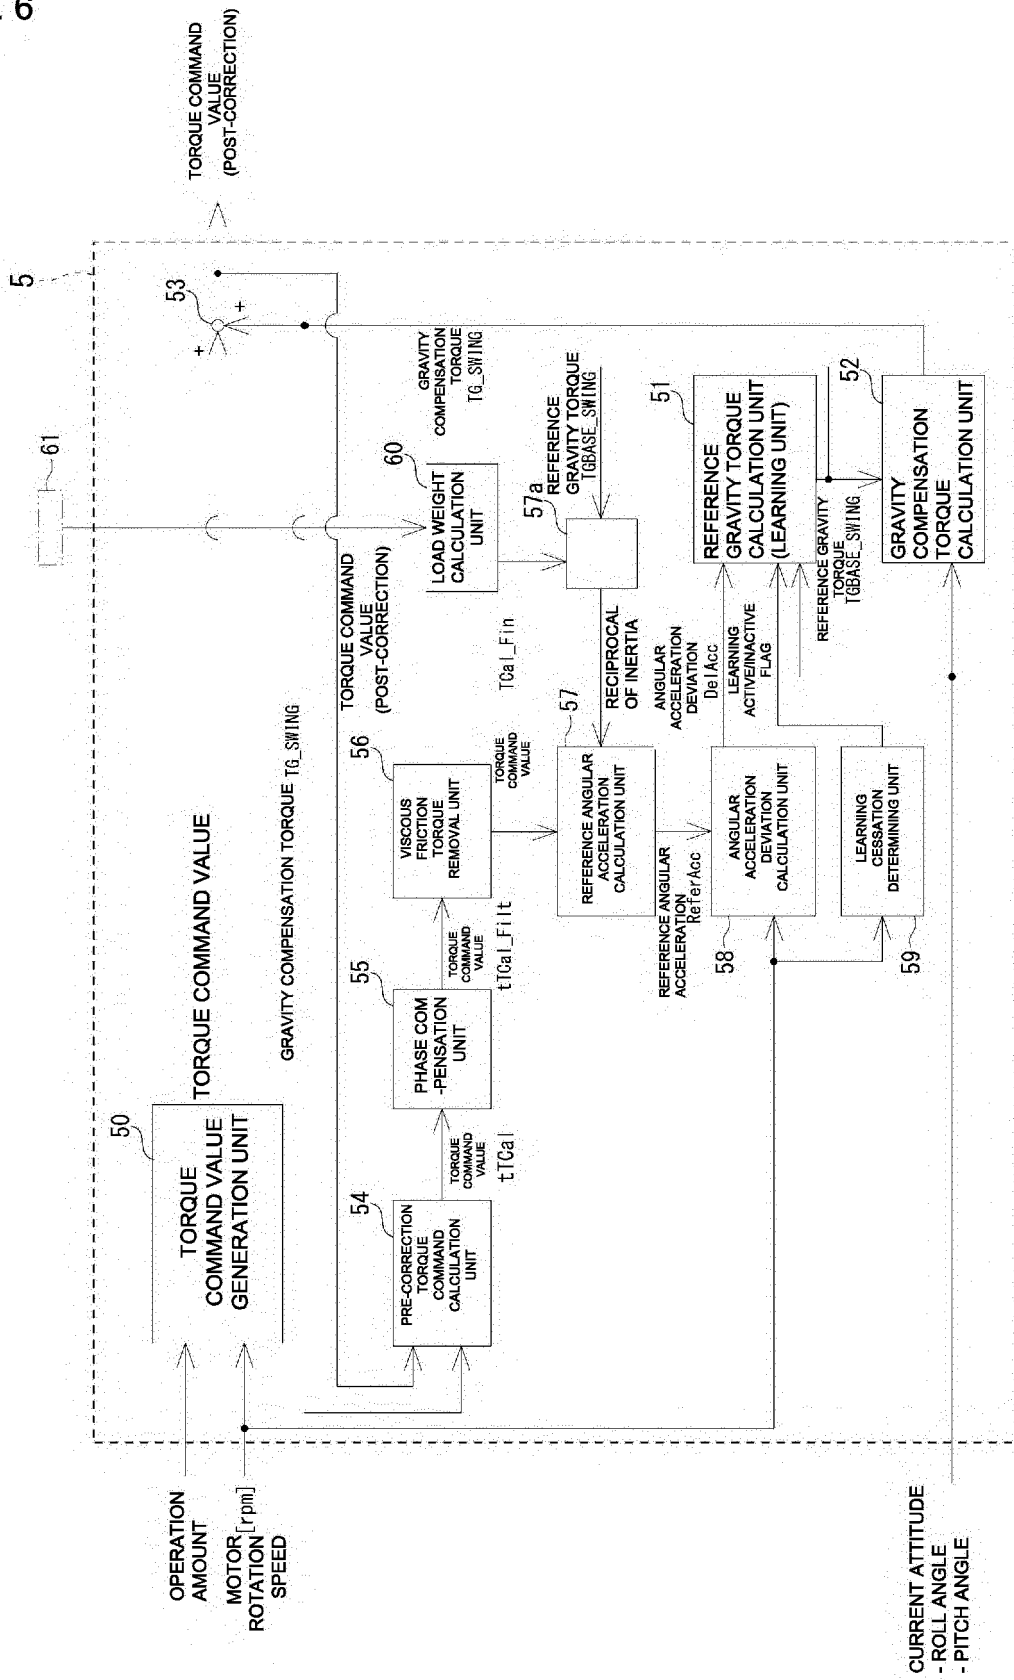 6
5
TORQUE COMMAND
VALUE
(POST-CORRECTION)
53
+
+
61
50
TORQUE
COMMAND VALUE
GENERATION UNIT
TORQUE COMMAND VALUE
OPERATION
AMOUNT
MOTOR [rpm]
ROTATION
SPEED
GRAVITY COMPENSATION TORQUE TG_SWING
TORQUE COMMAND
VALUE
(POST-CORRECTION)
GRAVITY
COMPENSATION
TORQUE
TG_SWING
54
PRE-CORRECTION
TORQUE
COMMAND
CALCULATION
UNIT
TORQUE
COMMAND
VALUE
tTCal
55
PHASE COM
-PENSATION
UNIT
TORQUE
COMMAND
VALUE
tTCal_Filt
56
VISCOUS
FRICTION
TORQUE
REMOVAL UNIT
TORQUE
COMMAND
VALUE
TCal_Fin
60
LOAD WEIGHT
CALCULATION
UNIT
57a
REFERENCE
GRAVITY TORQUE
TGBASE_SWING
RECIPROCAL
OF INERTIA
57
REFERENCE ANGULAR
ACCELERATION
CALCULATION UNIT
REFERENCE ANGULAR
ACCELERATION
ReferAcc
58
ANGULAR
ACCELERATION
DEVIATION
CALCULATION UNIT
ANGULAR
ACCELERATION
DEVIATION
DelAcc
LEARNING
ACTIVE/INACTIVE
FLAG
59
LEARNING
CESSATION
DETERMINING UNIT
51
REFERENCE
GRAVITY TORQUE
CALCULATION UNIT
(LEARNING UNIT)
REFERENCE GRAVITY
TORQUE
TGBASE_SWING
52
GRAVITY
COMPENSATION
TORQUE
CALCULATION UNIT
CURRENT ATTITUDE
- ROLL ANGLE
- PITCH ANGLE